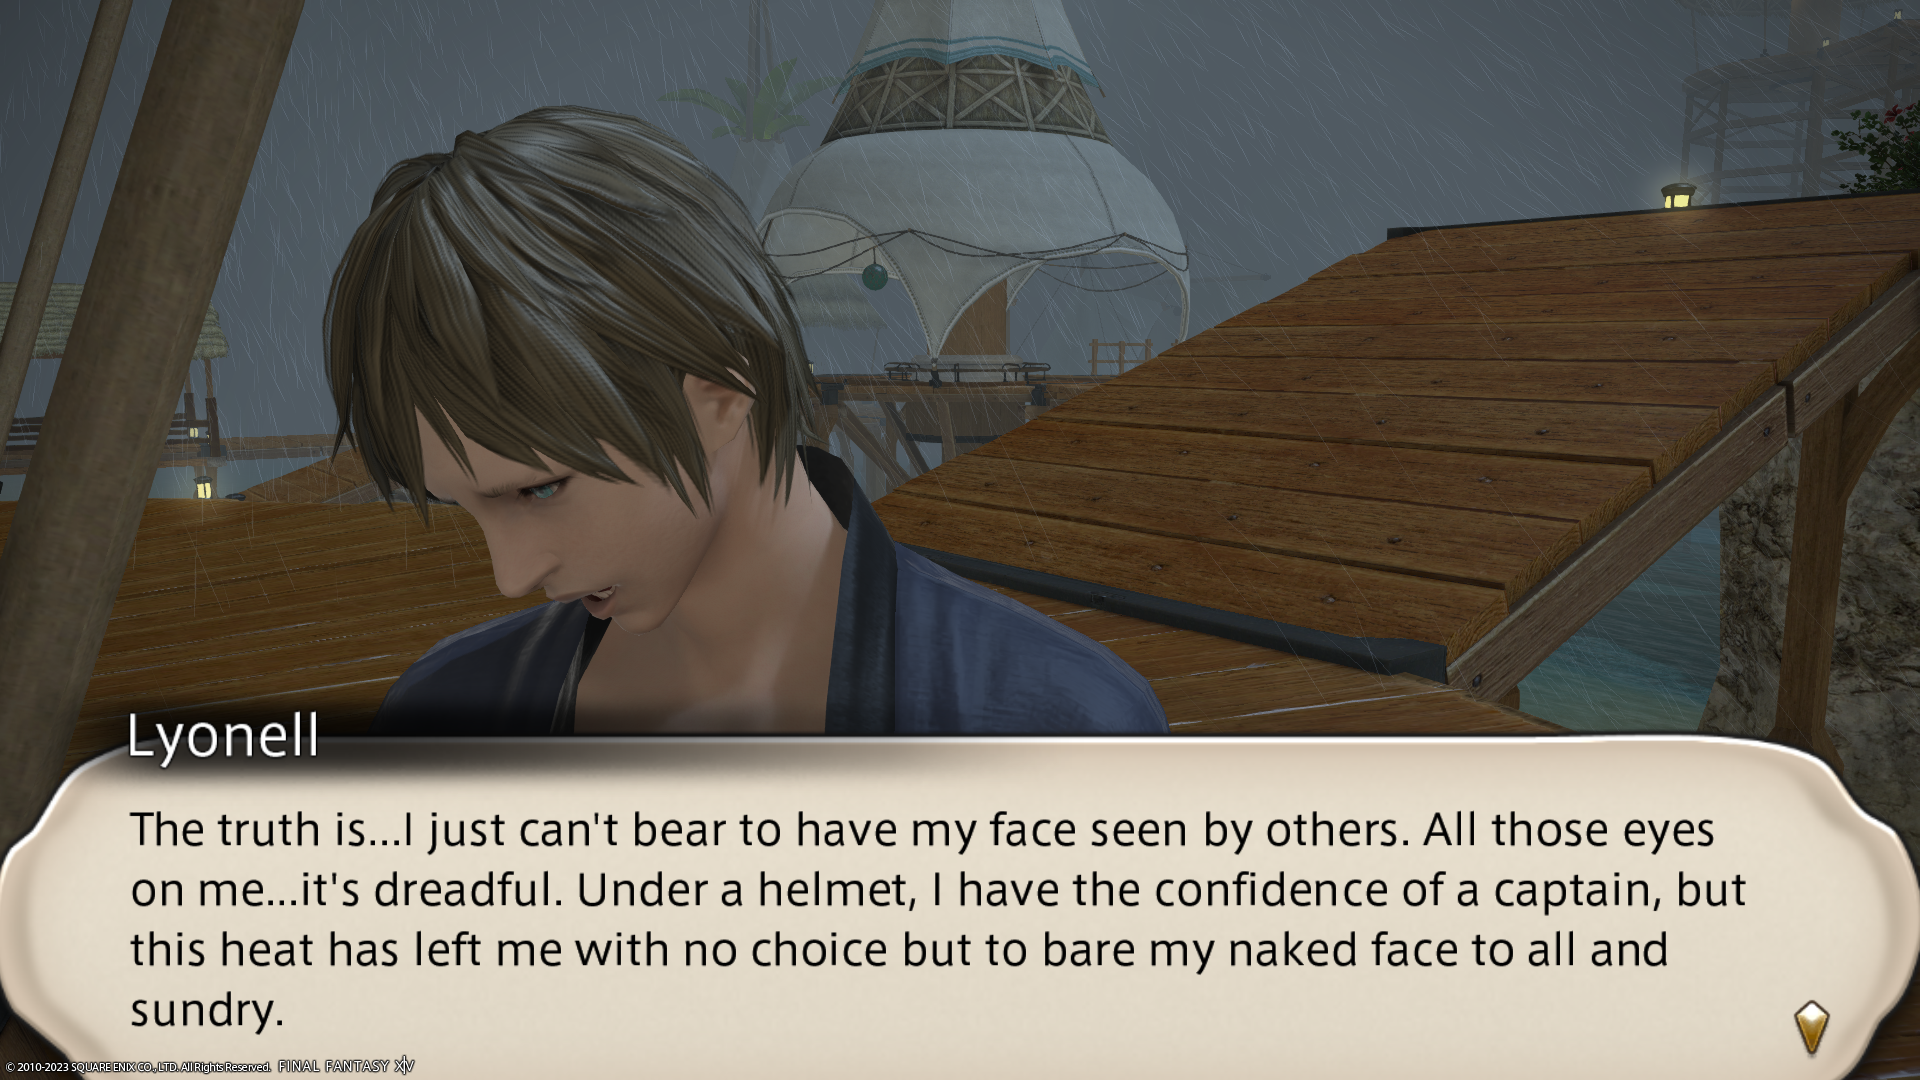 Lyonell
The truth is...I just can't bear to have my face seen by others. All those eyes
on me...it's dreadful. Under a helmet, I have the confidence of a captain, but
this heat has left me with no choice but to bare my naked face to all and
sundry.
© 2010-2023 SQUARE ENIX CO., LTD. All Rights Reserved. FINAL FANTASY XIV